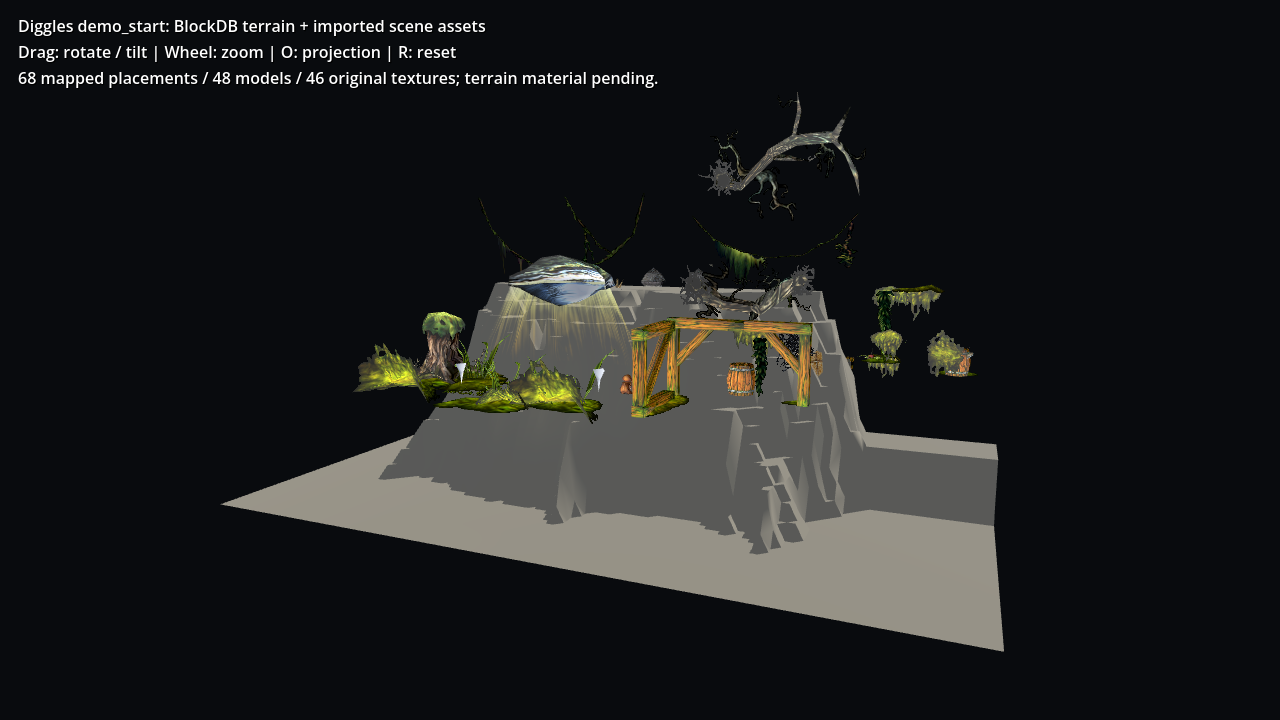 Diggles demo_start: BlockDB terrain + imported scene assets
Drag: rotate / tilt | Wheel: zoom | O: projection | R: reset
68 mapped placements / 48 models / 46 original textures; terrain material pending.